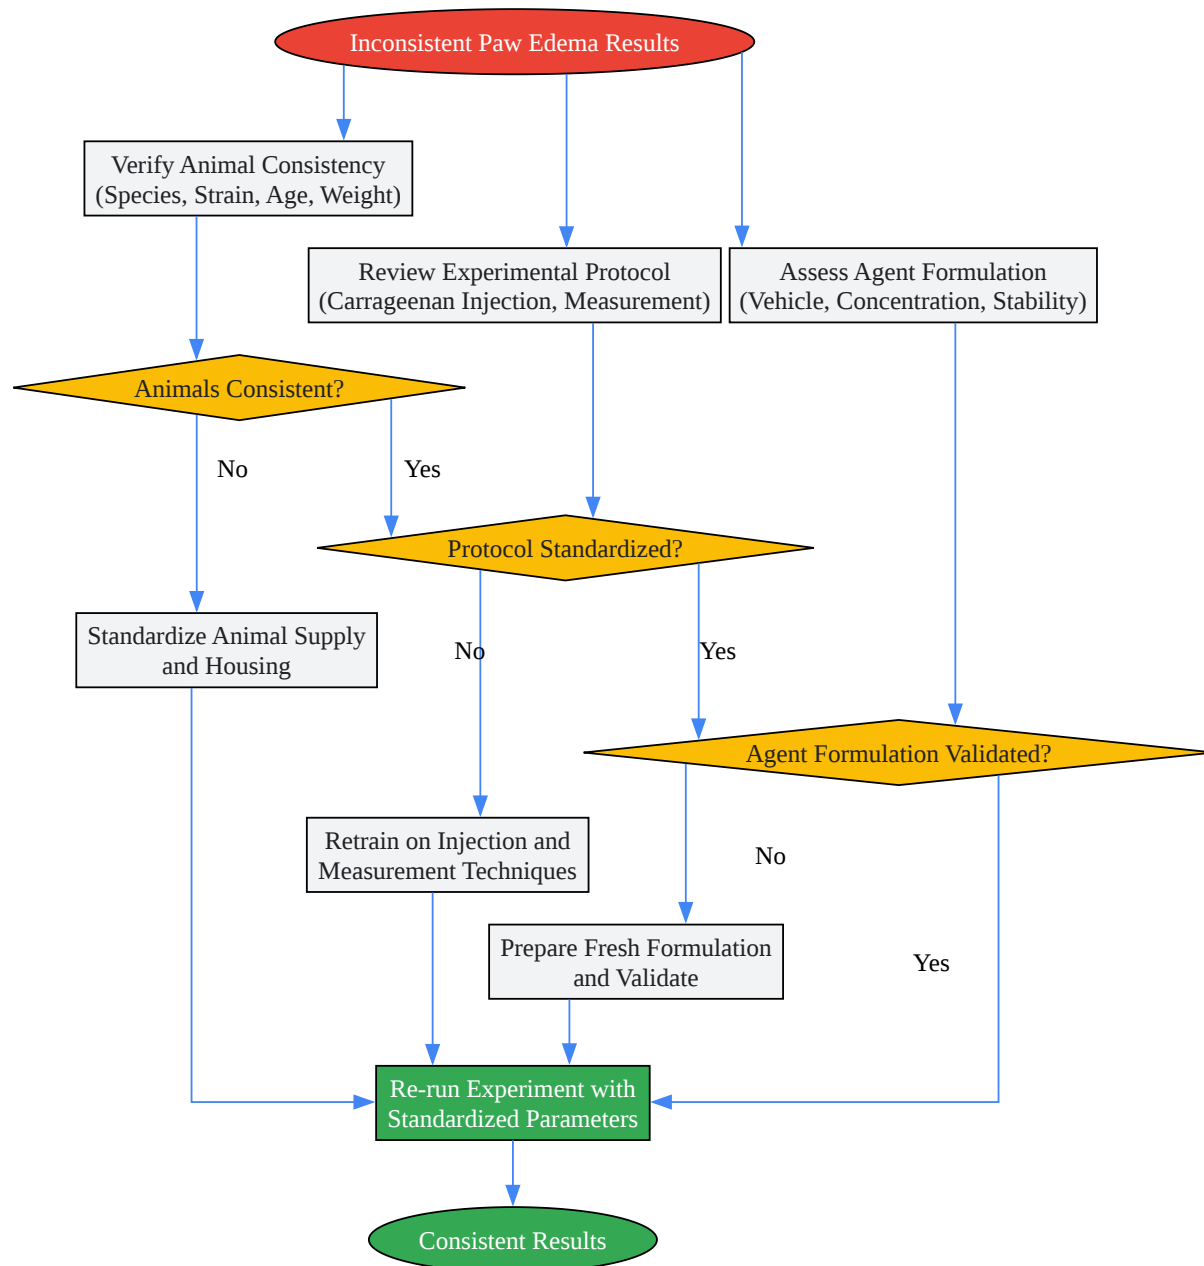 Inconsistent Paw Edema Results
Verify Animal Consistency
(Species, Strain, Age, Weight)
Review Experimental Protocol
(Carrageenan Injection, Measurement)
Assess Agent Formulation
(Vehicle, Concentration, Stability)
Animals Consistent?
No
Yes
Protocol Standardized?
Standardize Animal Supply
and Housing
No
Yes
Agent Formulation Validated?
Retrain on Injection and
Measurement Techniques
No
Prepare Fresh Formulation
and Validate
Yes
Re-run Experiment with
Standardized Parameters
Consistent Results